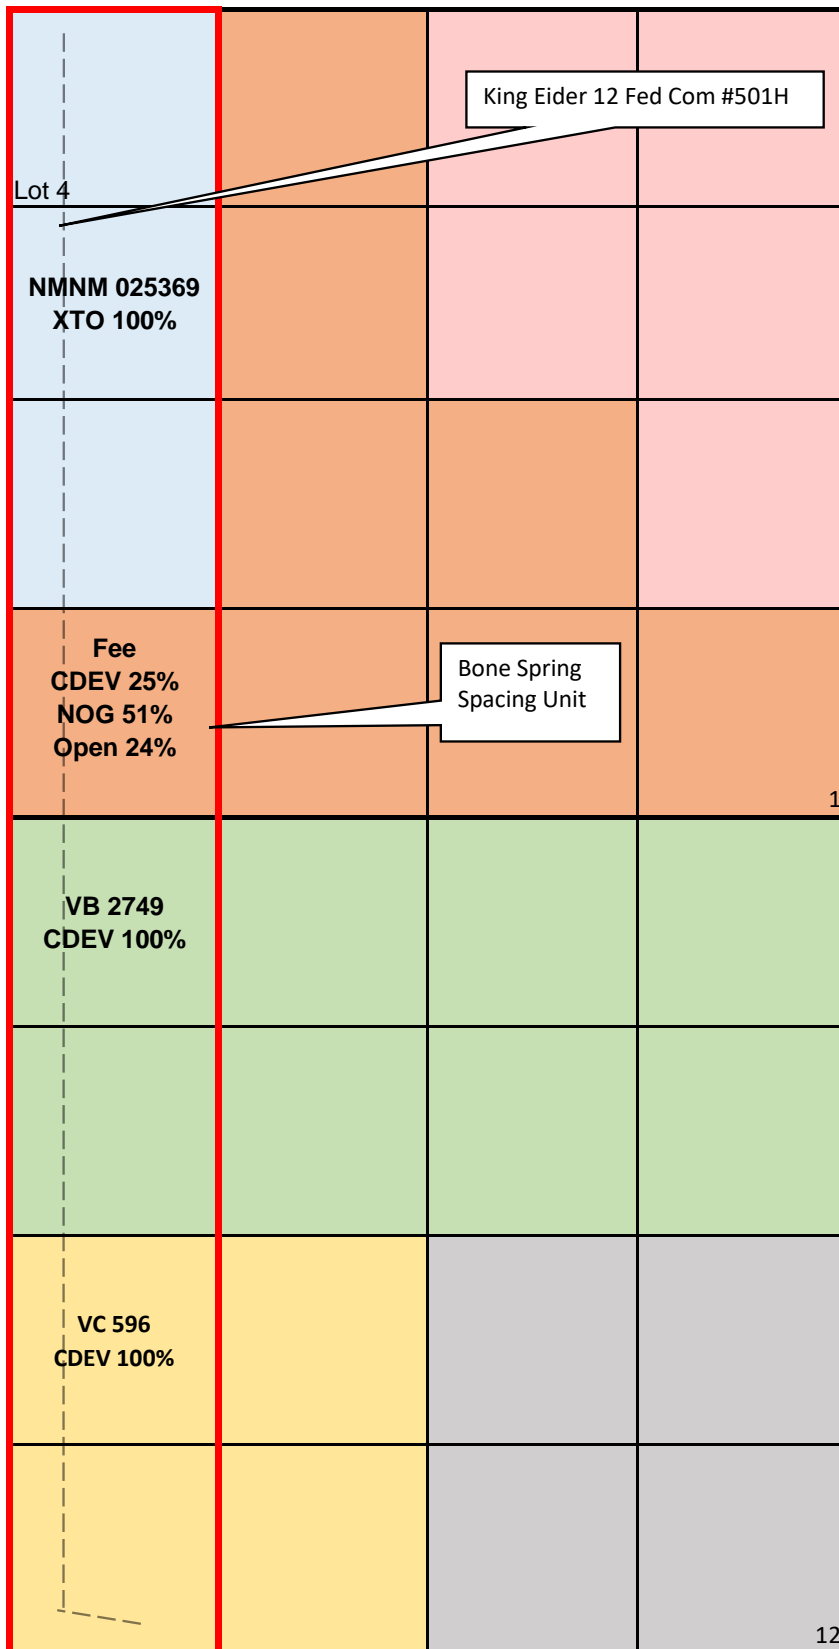 King Eider 12 Fed Com #501H
Lot 4
NMNM 025369
XTO 100%
Fee
CDEV 25%
NOG 51%
Open 24%
Bone Spring
Spacing Unit
1
VB 2749
CDEV 100%
VC 596
CDEV 100%
12